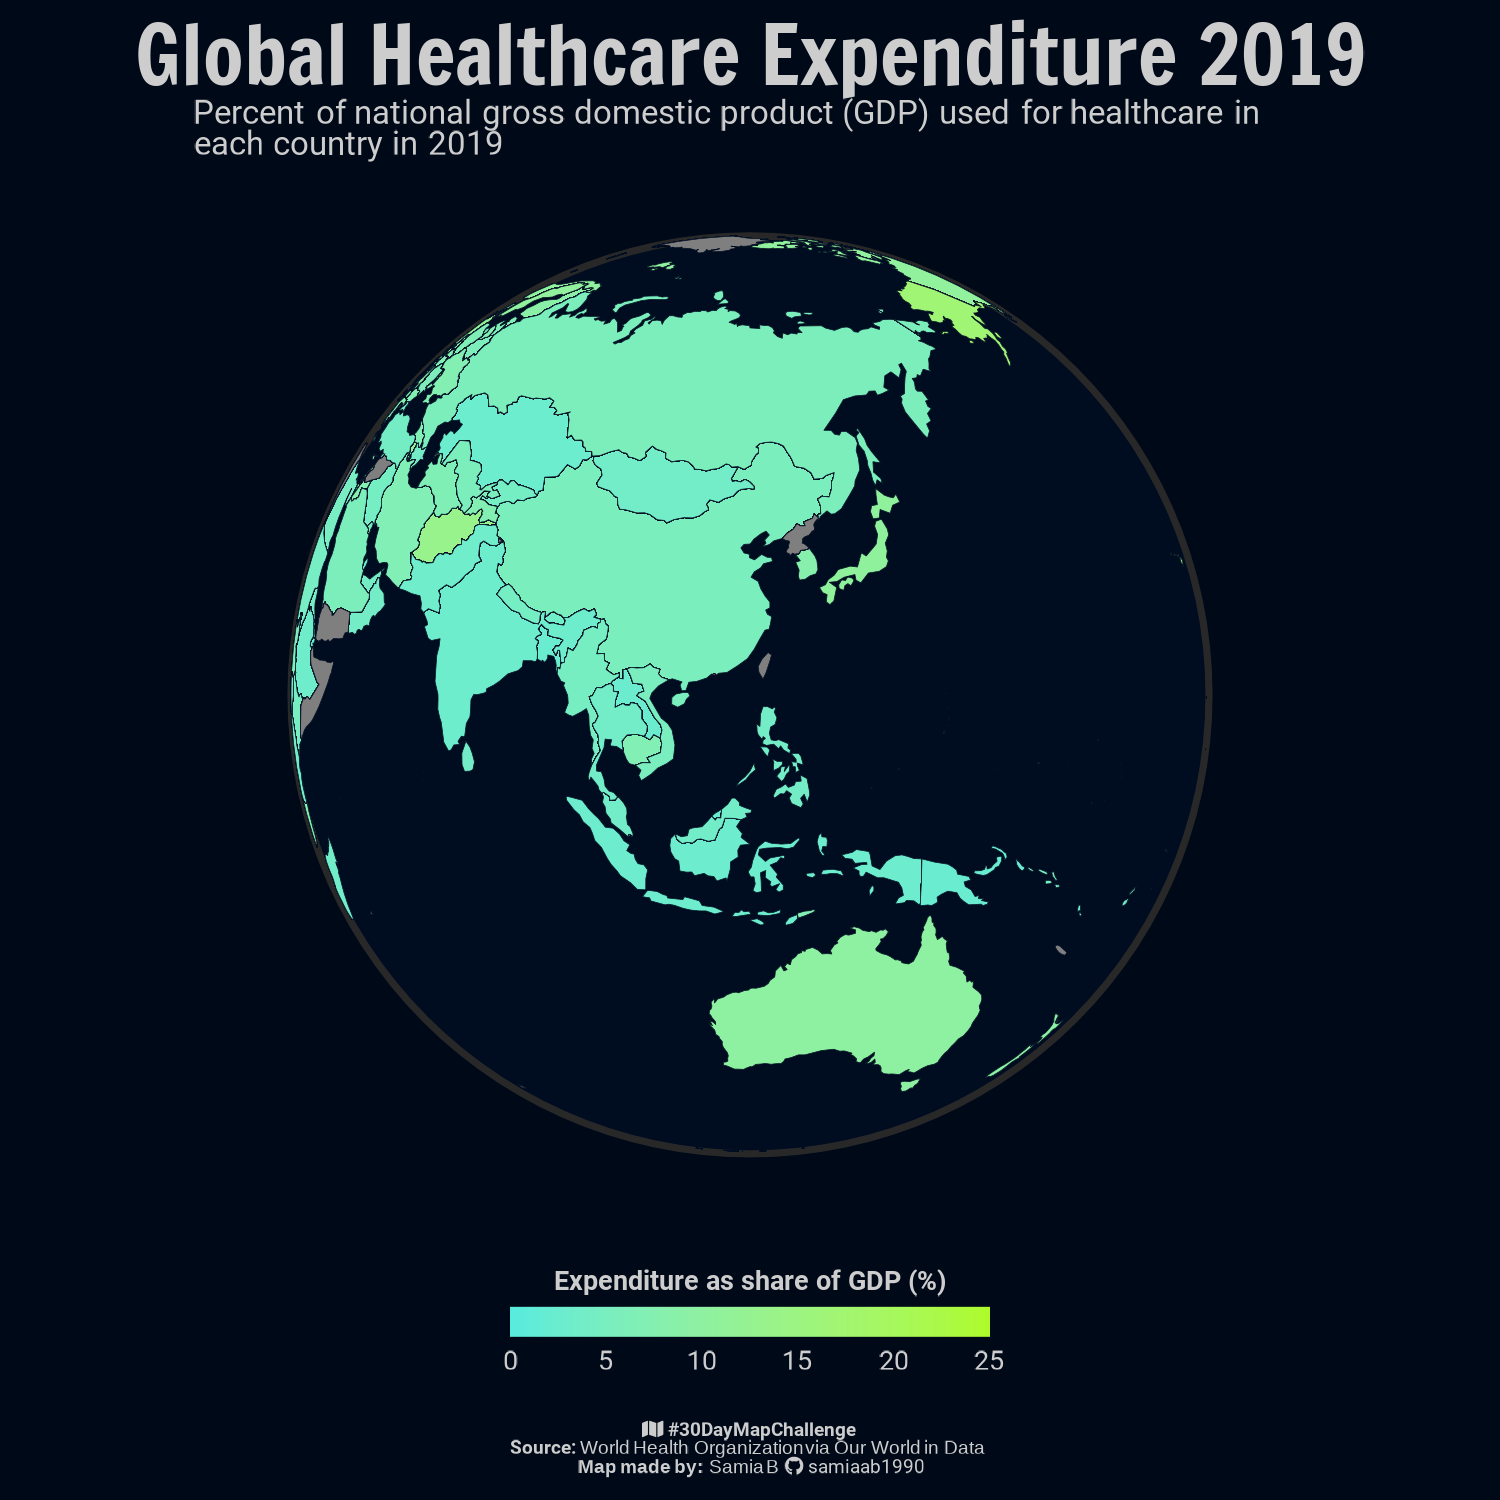 Global Healthcare Expenditure 2019
Percent of national gross domestic product (GDP) used for healthcare in
each country in 2019
Expenditure as share of GDP (%)
0 5 10 15 20 25
#30DayMapChallenge
Source: World Health Organization via Our World in Data
Map made by: Samia B samiaab1990